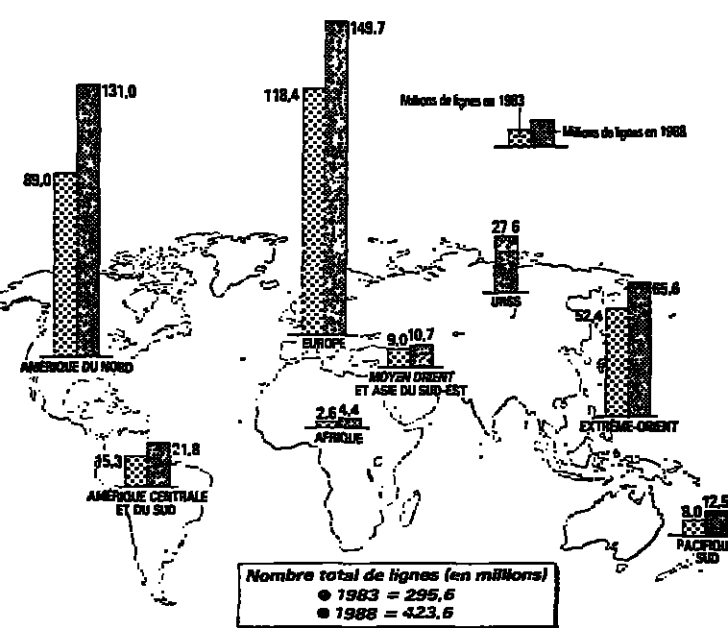 149.7
131,0
118,4
Millions de lignes en 1983
Millions de lignes en 1988
89,0
27 6
URSS
65,6
52,4
AMÉRIQUE DU NORD
EUROPE
9,0 10,7
MOYEN ORIENT
ET ASIE DU SUD-EST
2,6 4,4
AFRIQUE
EXTRÊME-ORIENT
15,3
21,8
AMÉRIQUE CENTRALE
ET DU SUD
8,0 12,5
PACIFIQUE
SUD
Nombre total de lignes (en millions)
● 1983 = 295,6
● 1988 = 423,6